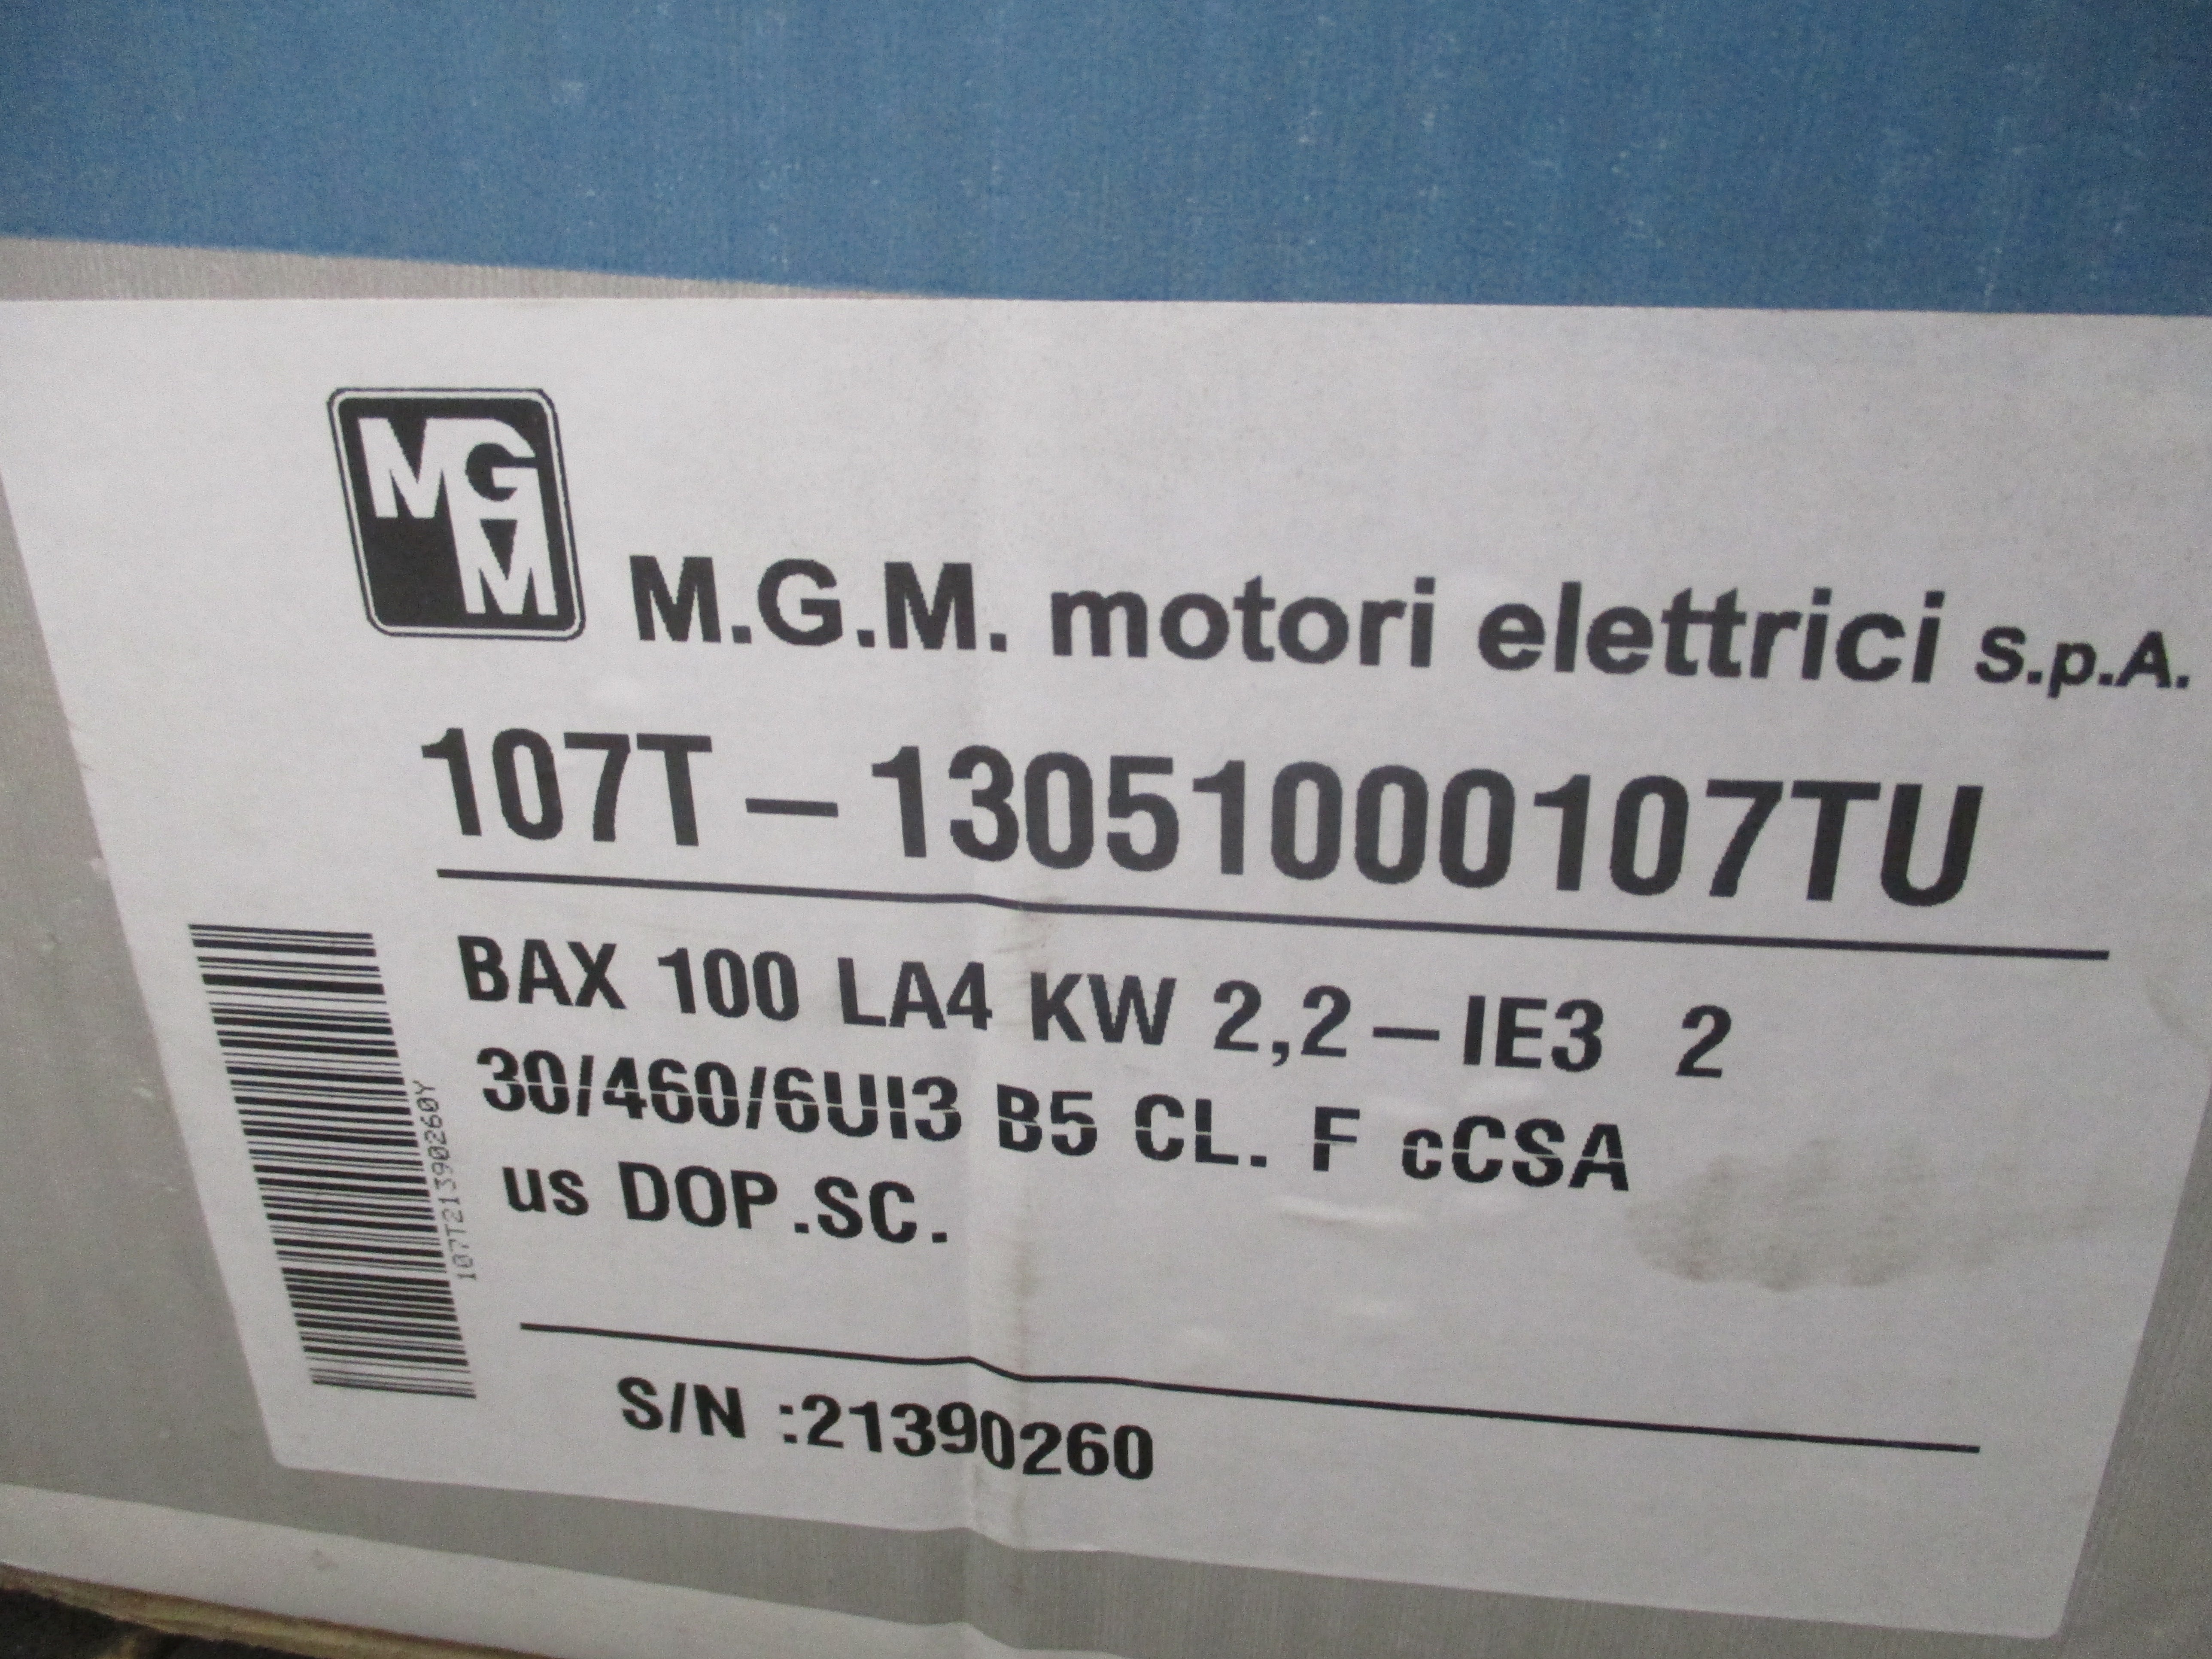 MGM
M.G.M. motori elettrici s.p.A.
107T-13051000107TU
BAX 100 LA4 KW 2,2-IE3 2
30/460/6UI3 B5 CL. F cCSA
us DOP.SC.
107T21390260Y
S/N :21390260